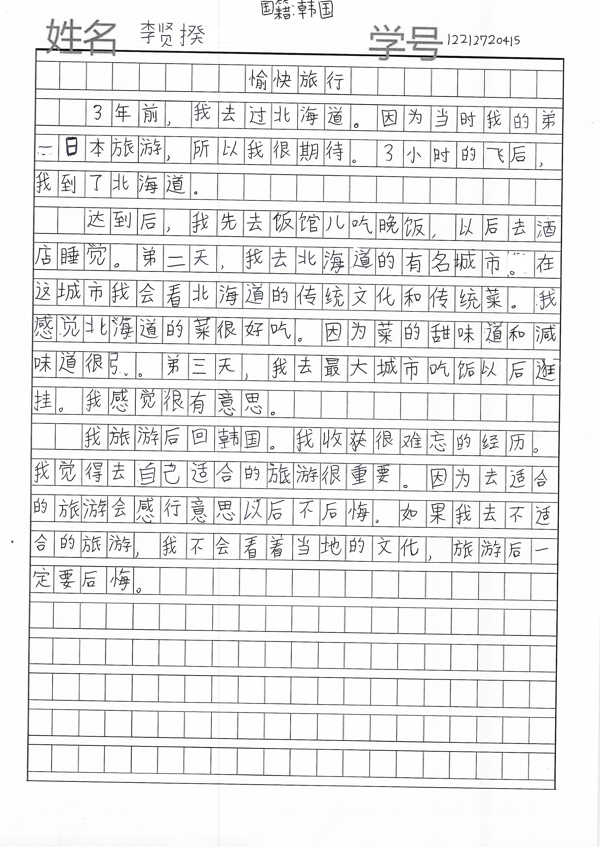 国籍:韩国
姓名 李贤揆 学号 12212720415
愉快旅行
3年前,我去过北海道。因为当时我的弟
一日本旅游,所以我很期待。3小时的飞后,
我到了北海道。
达到后,我先去饭馆儿吃晚饭,以后去酒
店睡觉。第二天,我去北海道的有名城市。在
这城市我会看北海道的传统文化和传统菜。我
感觉北海道的菜很好吃。因为菜的甜味道和咸
味道很。第三天,我去最大城市吃饭以后逛
挂。我感觉很有意思。
我旅游后回韩国。我收获很难忘的经历。
我觉得去自己适合的旅游很重要。因为去适合
的旅游会感行意思以后不后悔.如果我去不适
合的旅游,我不会看着当地的文化,旅游后一
定要后悔。